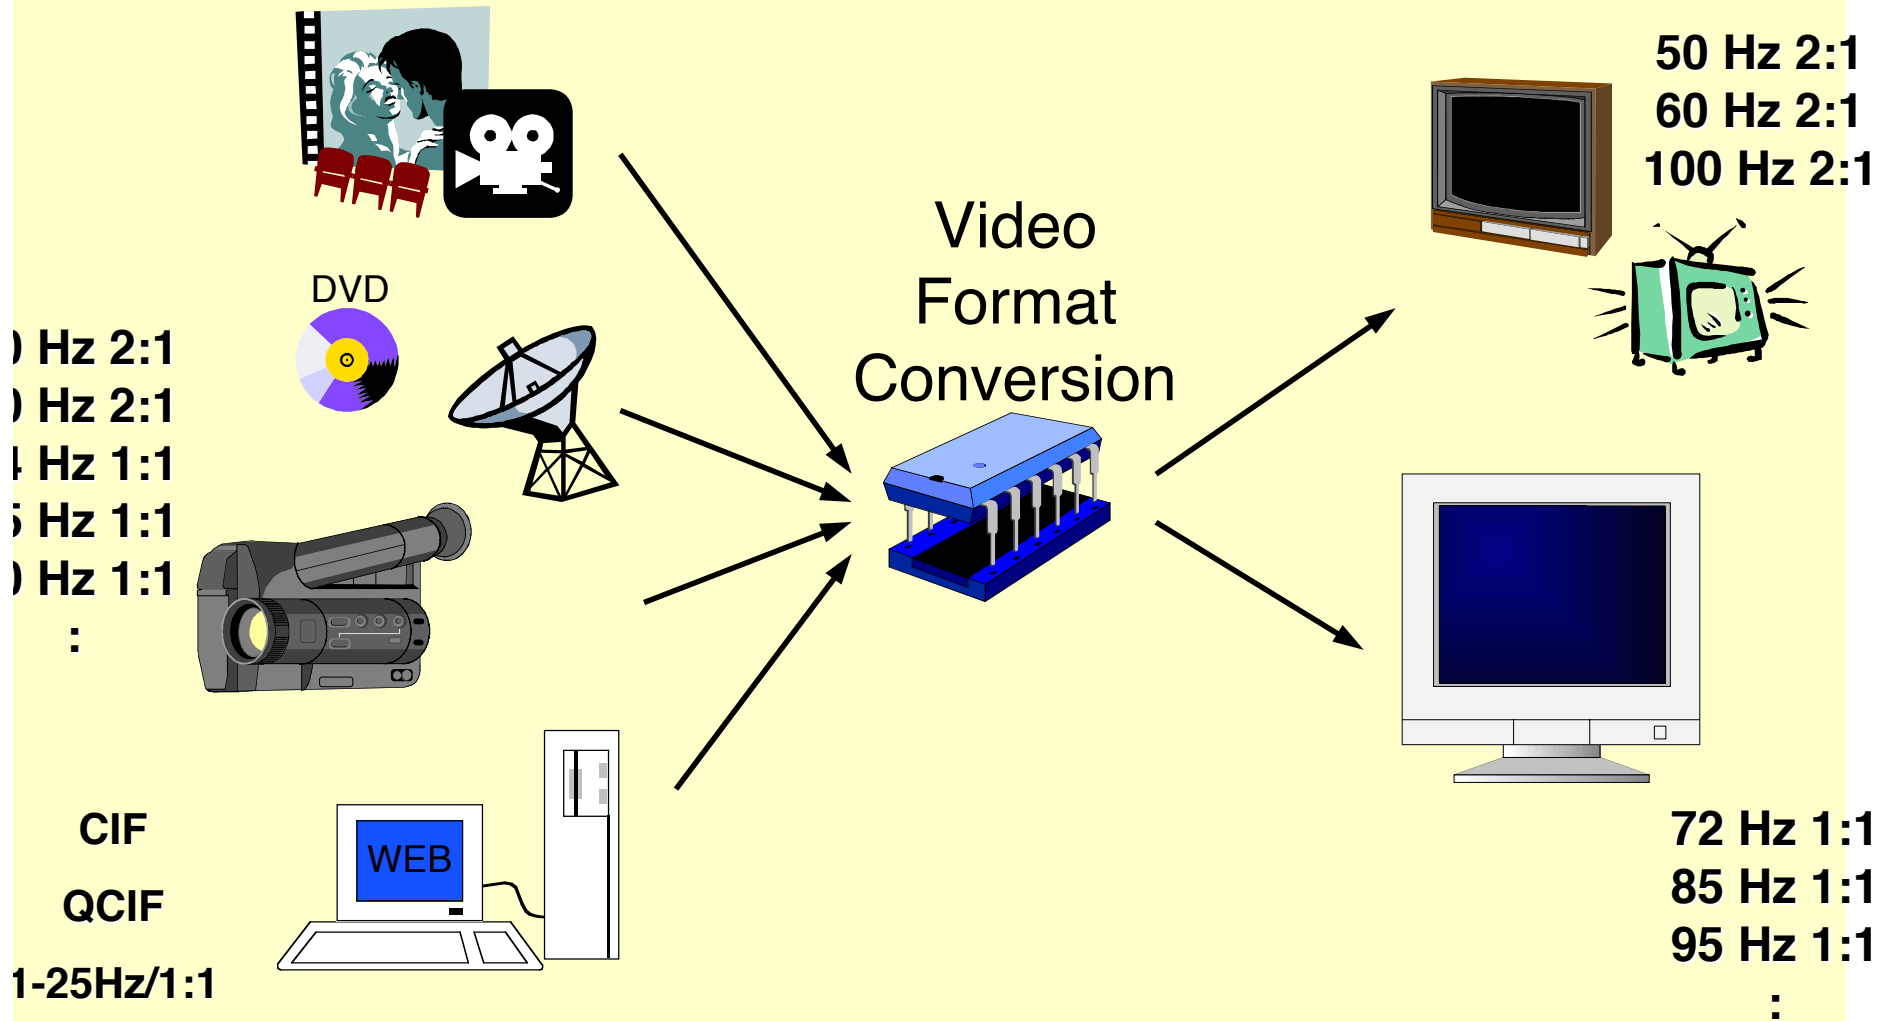 DVD
Hz 2:1
Hz 2:1
Hz 1:1
Hz 1:1
Hz 1:1
:
CIF
QCIF
1-25Hz/1:1
WEB
Video
Format
Conversion
50 Hz 2:1
60 Hz 2:1
100 Hz 2:1
72 Hz 1:1
85 Hz 1:1
95 Hz 1:1
: